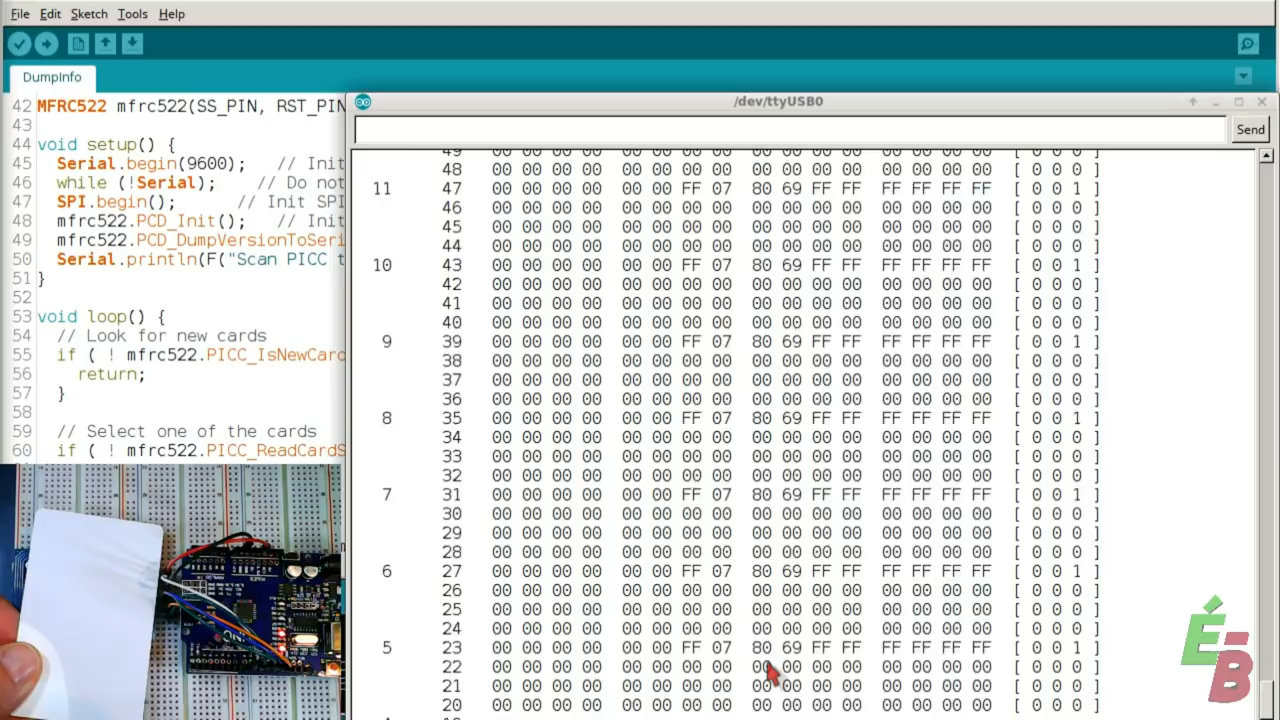 File Edit Sketch Tools Help
DumpInfo
42 MFRC522 mfrc522(SS_PIN, RST_PIN
43
44 void setup() {
45 Serial.begin(9600); // Init
46 while (!Serial); // Do not
47 SPI.begin(); // Init SPI
48 mfrc522.PCD_Init(); // Init
49 mfrc522.PCD_DumpVersionToSeri
50 Serial.println(F("Scan PICC t
51 }
52
53 void loop() {
54 // Look for new cards
55 if ( ! mfrc522.PICC_IsNewCard
56 return;
57 }
58
59 // Select one of the cards
60 if ( ! mfrc522.PICC_ReadCardS
/dev/ttyUSB0
Send
49 00 00 00 00 00 00 00 00 00 00 00 00 00 00 00 00 [ 0 0 0 ]
48 00 00 00 00 00 00 00 00 00 00 00 00 00 00 00 00 [ 0 0 0 ]
11 47 00 00 00 00 00 00 FF 07 80 69 FF FF FF FF FF FF [ 0 0 1 ]
46 00 00 00 00 00 00 00 00 00 00 00 00 00 00 00 00 [ 0 0 0 ]
45 00 00 00 00 00 00 00 00 00 00 00 00 00 00 00 00 [ 0 0 0 ]
44 00 00 00 00 00 00 00 00 00 00 00 00 00 00 00 00 [ 0 0 0 ]
10 43 00 00 00 00 00 00 FF 07 80 69 FF FF FF FF FF FF [ 0 0 1 ]
42 00 00 00 00 00 00 00 00 00 00 00 00 00 00 00 00 [ 0 0 0 ]
41 00 00 00 00 00 00 00 00 00 00 00 00 00 00 00 00 [ 0 0 0 ]
40 00 00 00 00 00 00 00 00 00 00 00 00 00 00 00 00 [ 0 0 0 ]
9 39 00 00 00 00 00 00 FF 07 80 69 FF FF FF FF FF FF [ 0 0 1 ]
38 00 00 00 00 00 00 00 00 00 00 00 00 00 00 00 00 [ 0 0 0 ]
37 00 00 00 00 00 00 00 00 00 00 00 00 00 00 00 00 [ 0 0 0 ]
36 00 00 00 00 00 00 00 00 00 00 00 00 00 00 00 00 [ 0 0 0 ]
8 35 00 00 00 00 00 00 FF 07 80 69 FF FF FF FF FF FF [ 0 0 1 ]
34 00 00 00 00 00 00 00 00 00 00 00 00 00 00 00 00 [ 0 0 0 ]
33 00 00 00 00 00 00 00 00 00 00 00 00 00 00 00 00 [ 0 0 0 ]
32 00 00 00 00 00 00 00 00 00 00 00 00 00 00 00 00 [ 0 0 0 ]
7 31 00 00 00 00 00 00 FF 07 80 69 FF FF FF FF FF FF [ 0 0 1 ]
30 00 00 00 00 00 00 00 00 00 00 00 00 00 00 00 00 [ 0 0 0 ]
29 00 00 00 00 00 00 00 00 00 00 00 00 00 00 00 00 [ 0 0 0 ]
28 00 00 00 00 00 00 00 00 00 00 00 00 00 00 00 00 [ 0 0 0 ]
6 27 00 00 00 00 00 00 FF 07 80 69 FF FF FF FF FF FF [ 0 0 1 ]
26 00 00 00 00 00 00 00 00 00 00 00 00 00 00 00 00 [ 0 0 0 ]
25 00 00 00 00 00 00 00 00 00 00 00 00 00 00 00 00 [ 0 0 0 ]
24 00 00 00 00 00 00 00 00 00 00 00 00 00 00 00 00 [ 0 0 0 ]
5 23 00 00 00 00 00 00 FF 07 80 69 FF FF FF FF FF FF [ 0 0 1 ]
22 00 00 00 00 00 00 00 00 00 00 00 00 00 00 00 00 [ 0 0 0 ]
21 00 00 00 00 00 00 00 00 00 00 00 00 00 00 00 00 [ 0 0 0 ]
20 00 00 00 00 00 00 00 00 00 00 00 00 00 00 00 00 [ 0 0 0 ]
É
B